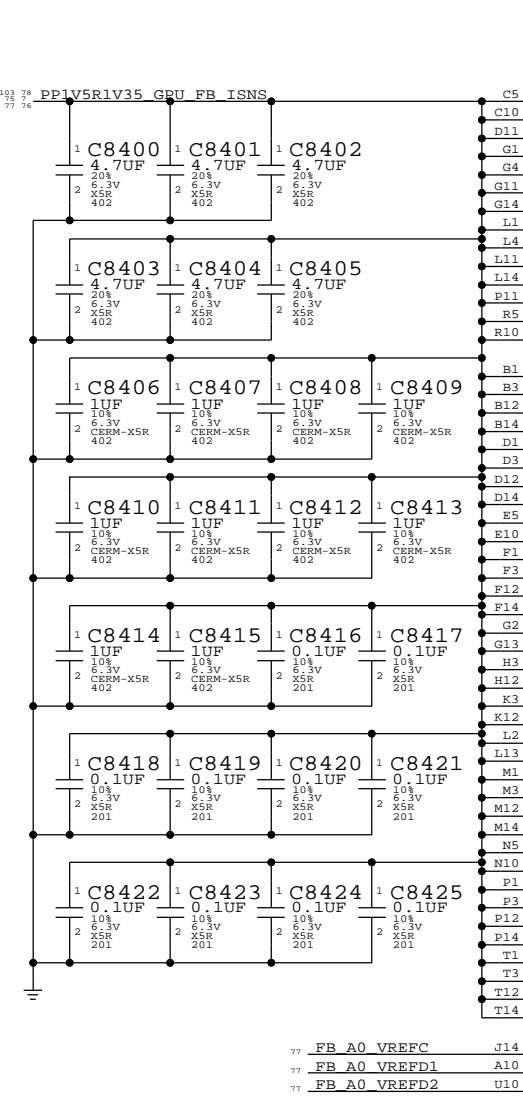 103 78
75 7
77 76
PP1V5R1V35_GPU_FB_ISNS
C5
C10
D11
G1
G4
G11
G14
L1
L4
L11
L14
P11
R5
R10
B1
B3
B12
B14
D1
D3
D12
D14
E5
E10
F1
F3
F12
F14
G2
G13
H3
H12
K3
K12
L2
L13
M1
M3
M12
M14
N5
N10
P1
P3
P12
P14
T1
T3
T12
T14
1 C8400 1 C8401 1 C8402
4.7UF 4.7UF 4.7UF
20% 20% 20%
2 6.3V 2 6.3V 2 6.3V
X5R X5R X5R
402 402 402
1 C8403 1 C8404 1 C8405
4.7UF 4.7UF 4.7UF
20% 20% 20%
2 6.3V 2 6.3V 2 6.3V
X5R X5R X5R
402 402 402
1 C8406 1 C8407 1 C8408 1 C8409
1UF 1UF 1UF 1UF
10% 10% 10% 10%
2 6.3V 2 6.3V 2 6.3V 2 6.3V
CERM-X5R CERM-X5R CERM-X5R CERM-X5R
402 402 402 402
1 C8410 1 C8411 1 C8412 1 C8413
1UF 1UF 1UF 1UF
10% 10% 10% 10%
2 6.3V 2 6.3V 2 6.3V 2 6.3V
CERM-X5R CERM-X5R CERM-X5R CERM-X5R
402 402 402 402
1 C8414 1 C8415 1 C8416 1 C8417
1UF 1UF 0.1UF 0.1UF
10% 10% 10% 10%
2 6.3V 2 6.3V 2 6.3V 2 6.3V
CERM-X5R CERM-X5R X5R X5R
402 402 201 201
1 C8418 1 C8419 1 C8420 1 C8421
0.1UF 0.1UF 0.1UF 0.1UF
10% 10% 10% 10%
2 6.3V 2 6.3V 2 6.3V 2 6.3V
X5R X5R X5R X5R
201 201 201 201
1 C8422 1 C8423 1 C8424 1 C8425
0.1UF 0.1UF 0.1UF 0.1UF
10% 10% 10% 10%
2 6.3V 2 6.3V 2 6.3V 2 6.3V
X5R X5R X5R X5R
201 201 201 201
77 FB_A0_VREFC J14
77 FB_A0_VREFD1 A10
77 FB_A0_VREFD2 U10